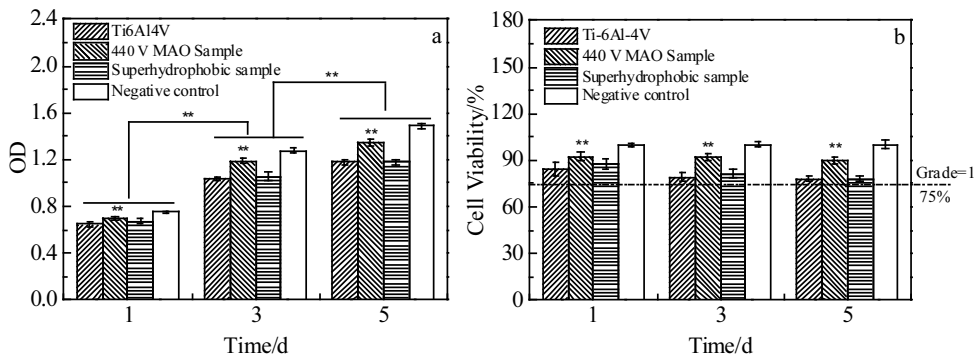 2.4
Ti6Al4V
a
440 V MAO Sample
2.0
Superhydrophobic sample
Negative control
**
1.6
**
**
**
1.2
OD
0.8
**
0.4
0.0
1
3
5
Time/d
180
Ti-6Al-4V
b
440 V MAO Sample
150
Superhydrophobic sample
Negative control
120
**
**
**
90
Grade=1
75%
Cell Viability/%
60
30
0
1
3
5
Time/d